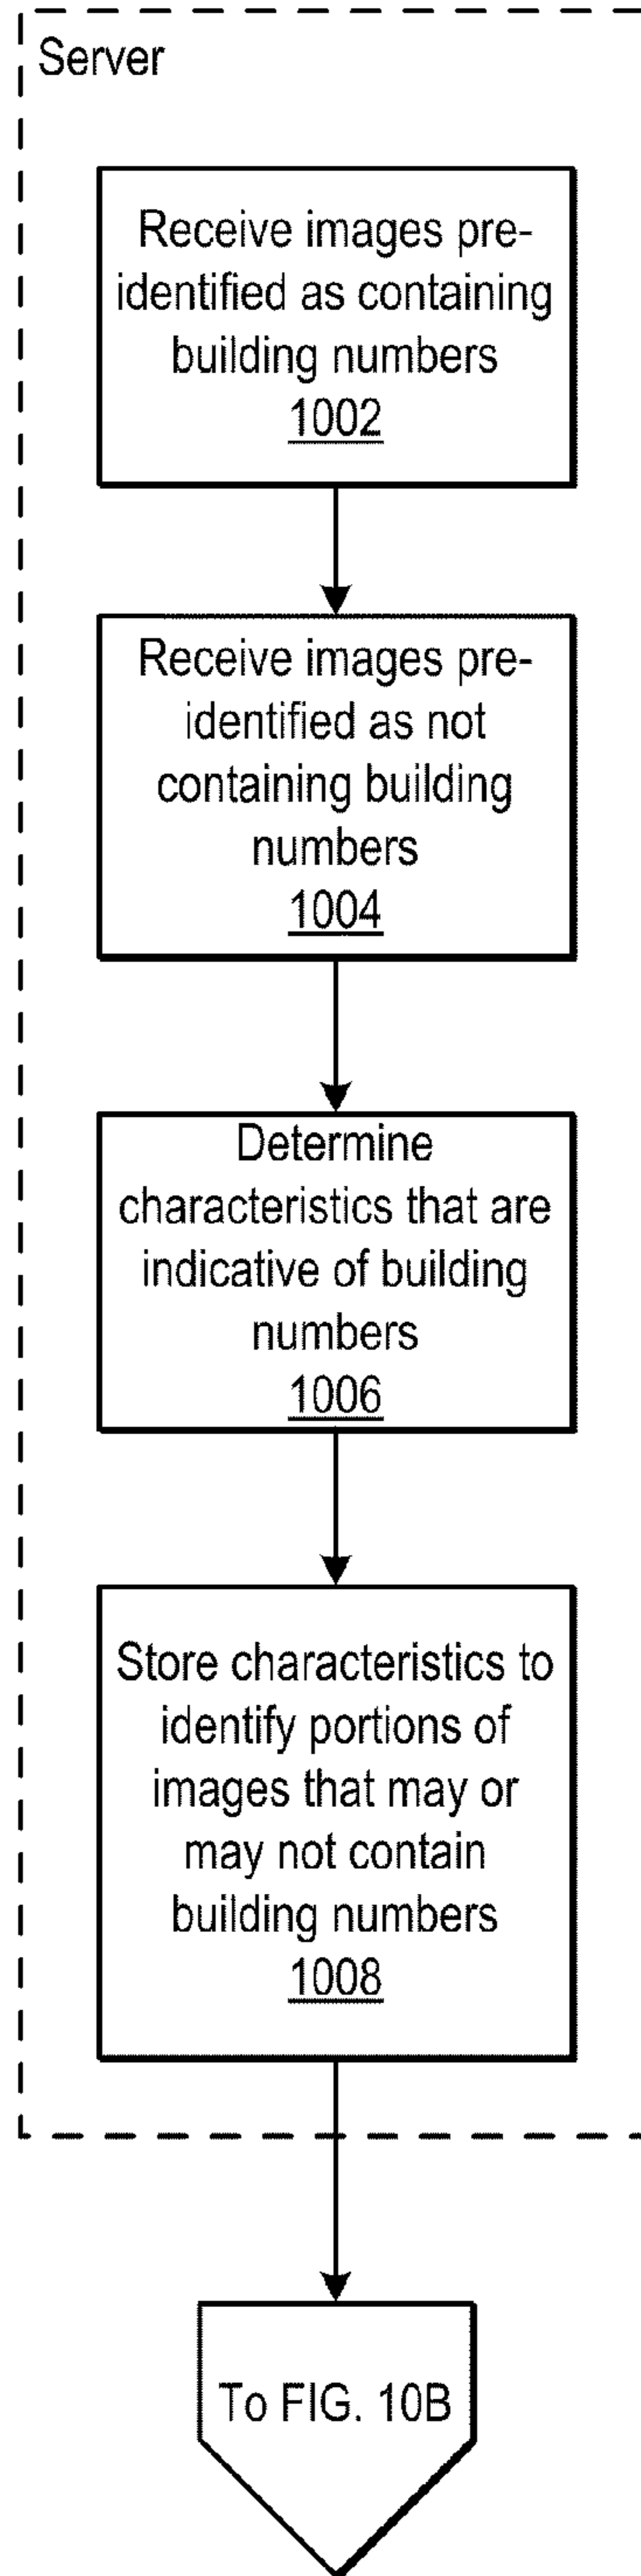 Server
Receive images pre-
identified as containing
building numbers
1002
Receive images pre-
identified as not
containing building
numbers
1004
Determine
characteristics that are
indicative of building
numbers
1006
Store characteristics to
identify portions of
images that may or
may not contain
building numbers
1008
To FIG. 10B